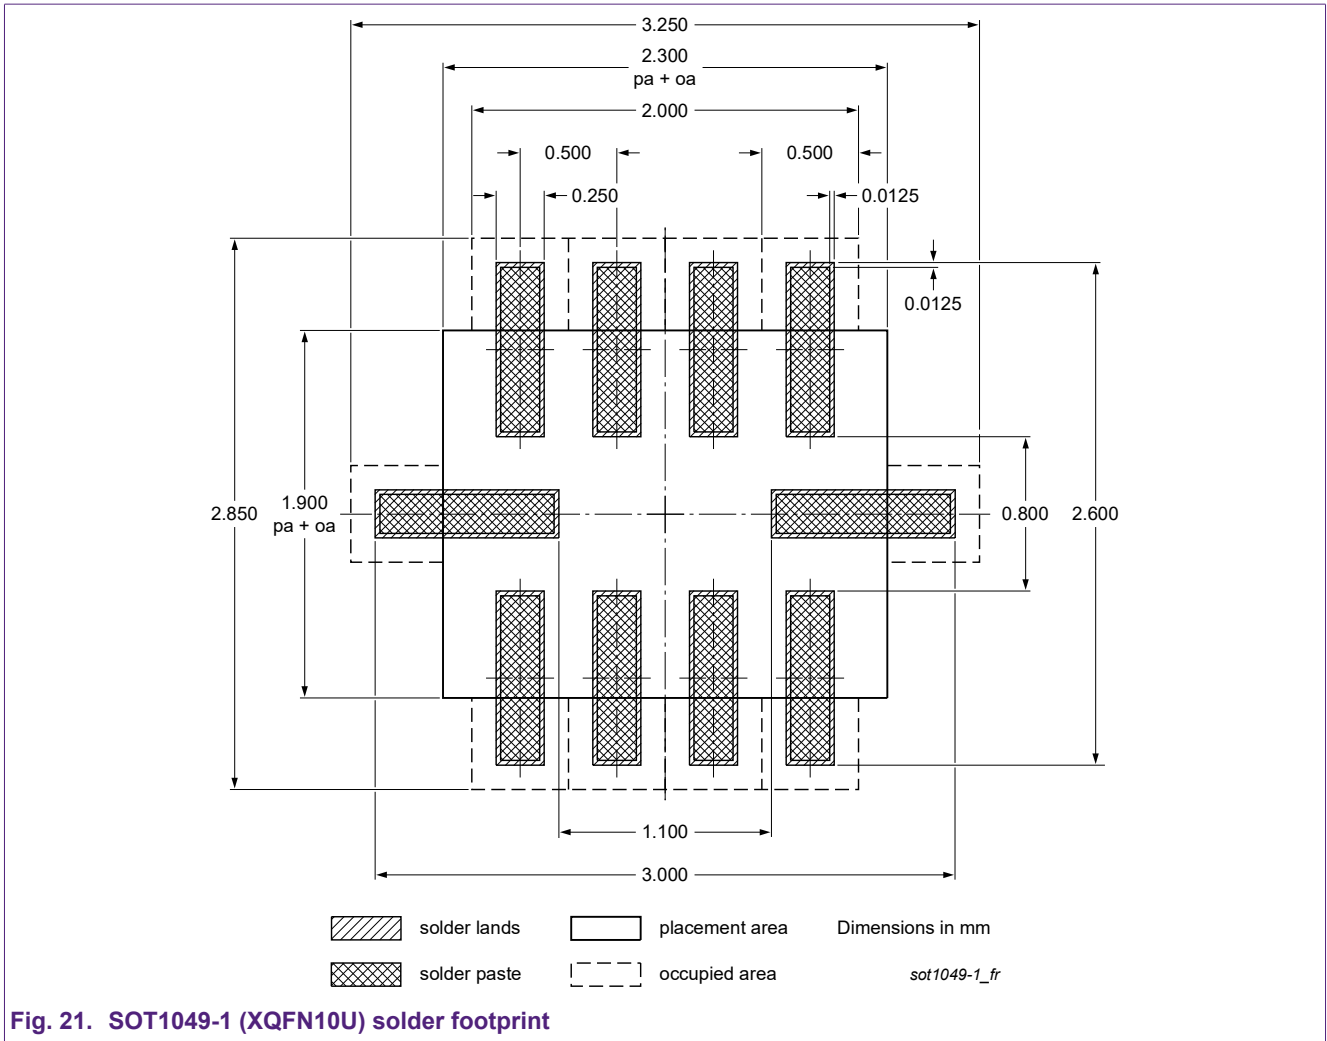 3.250
2.300
pa + oa
2.000
0.500
0.500
0.250
0.0125
0.0125
2.850
1.900
pa + oa
0.800
2.600
1.100
3.000
solder lands
placement area
Dimensions in mm
solder paste
occupied area
sot1049-1_fr
Fig. 21. SOT1049-1 (XQFN10U) solder footprint